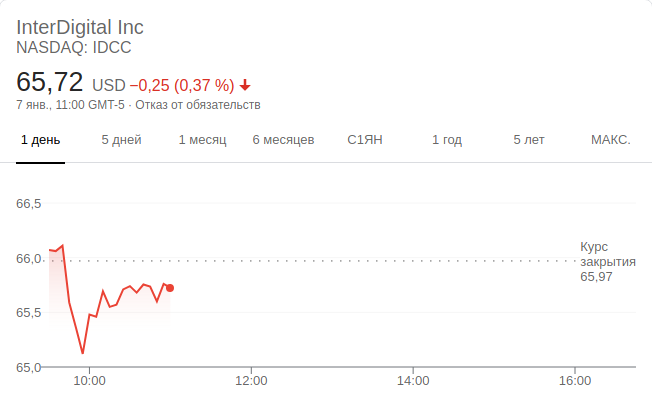 InterDigital Inc
NASDAQ: IDCC
65,72 USD −0,25 (0,37 %)
7 янв., 11:00 GMT-5 · Отказ от обязательств
1 день 5 дней 1 месяц 6 месяцев С1ЯН 1 год 5 лет МАКС.
66,5
66,0
65,5
65,0
Курс
закрытия
65,97
10:00 12:00 14:00 16:00